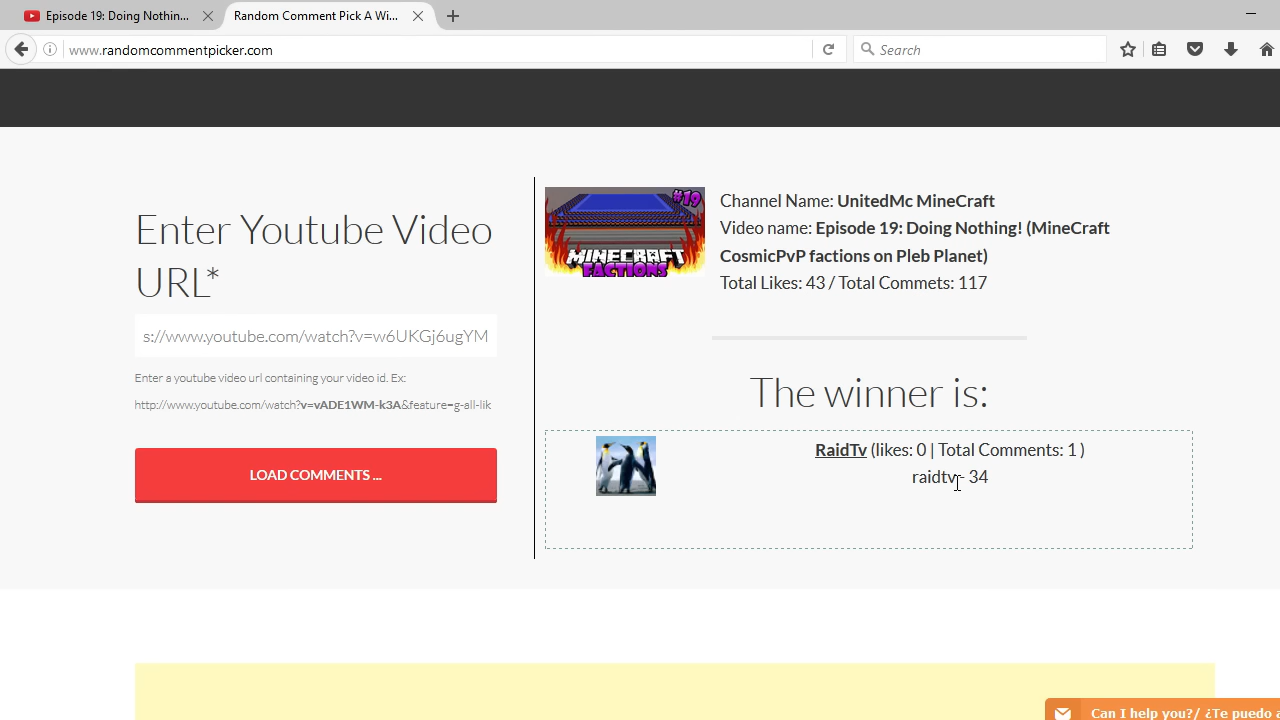 Episode 19: Doing Nothin...
Random Comment Pick A Wi...
www.randomcommentpicker.com
Search
Enter Youtube Video
URL*
s://www.youtube.com/watch?v=w6UKGj6ugYM
Enter a youtube video url containing your video id. Ex:
http://www.youtube.com/watch?v=vADE1WM-k3A&feature=g-all-lik
LOAD COMMENTS ...
#19
MINECRAFT
FACTIONS
Channel Name: UnitedMc MineCraft
Video name: Episode 19: Doing Nothing! (MineCraft
CosmicPvP factions on Pleb Planet)
Total Likes: 43 / Total Commets: 117
The winner is:
RaidTv (likes: 0 | Total Comments: 1 )
raidtv - 34
Can I help you?/ ¿Te puedo a